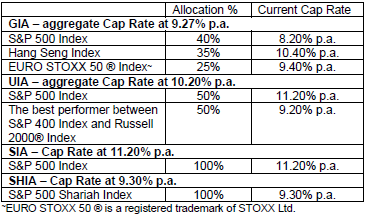 Allocation % Current Cap Rate
GIA – aggregate Cap Rate at 9.27% p.a.
S&P 500 Index 40% 8.20% p.a.
Hang Seng Index 35% 10.40% p.a.
EURO STOXX 50 ® Index~ 25% 9.40% p.a.
UIA – aggregate Cap Rate at 10.20% p.a.
S&P 500 Index 50% 11.20% p.a.
The best performer between 50% 9.20% p.a.
S&P 400 Index and Russell
2000® Index
SIA – Cap Rate at 11.20% p.a.
S&P 500 Index 100% 11.20% p.a.
SHIA – Cap Rate at 9.30% p.a.
S&P 500 Shariah Index 100% 9.30% p.a.
~EURO STOXX 50 ® is a registered trademark of STOXX Ltd.